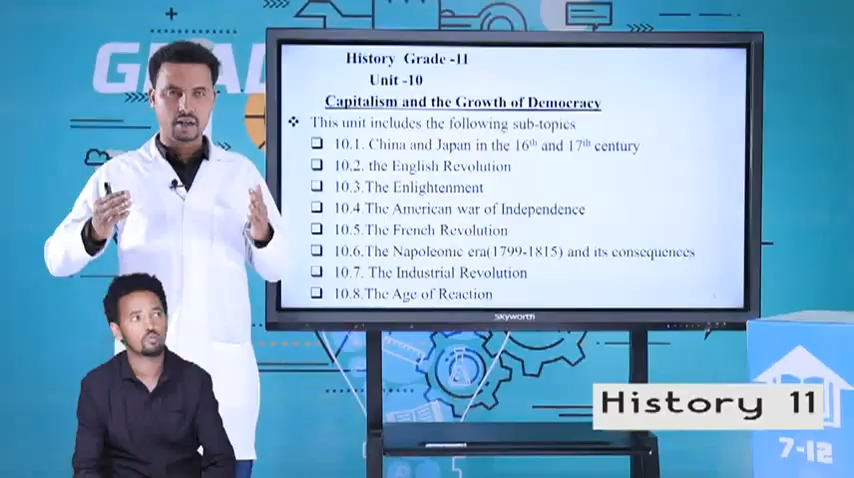 GRAD
History Grade -11
Unit -10
Capitalism and the Growth of Democracy
❖ This unit includes the following sub-topics
❑ 10.1. China and Japan in the 16th and 17th century
❑ 10.2. the English Revolution
❑ 10.3.The Enlightenment
❑ 10.4.The American war of Independence
❑ 10.5.The French Revolution
❑ 10.6.The Napoleonic era(1799-1815) and its consequences
❑ 10.7. The Industrial Revolution
❑ 10.8.The Age of Reaction
Skyworth
History 11
7-12